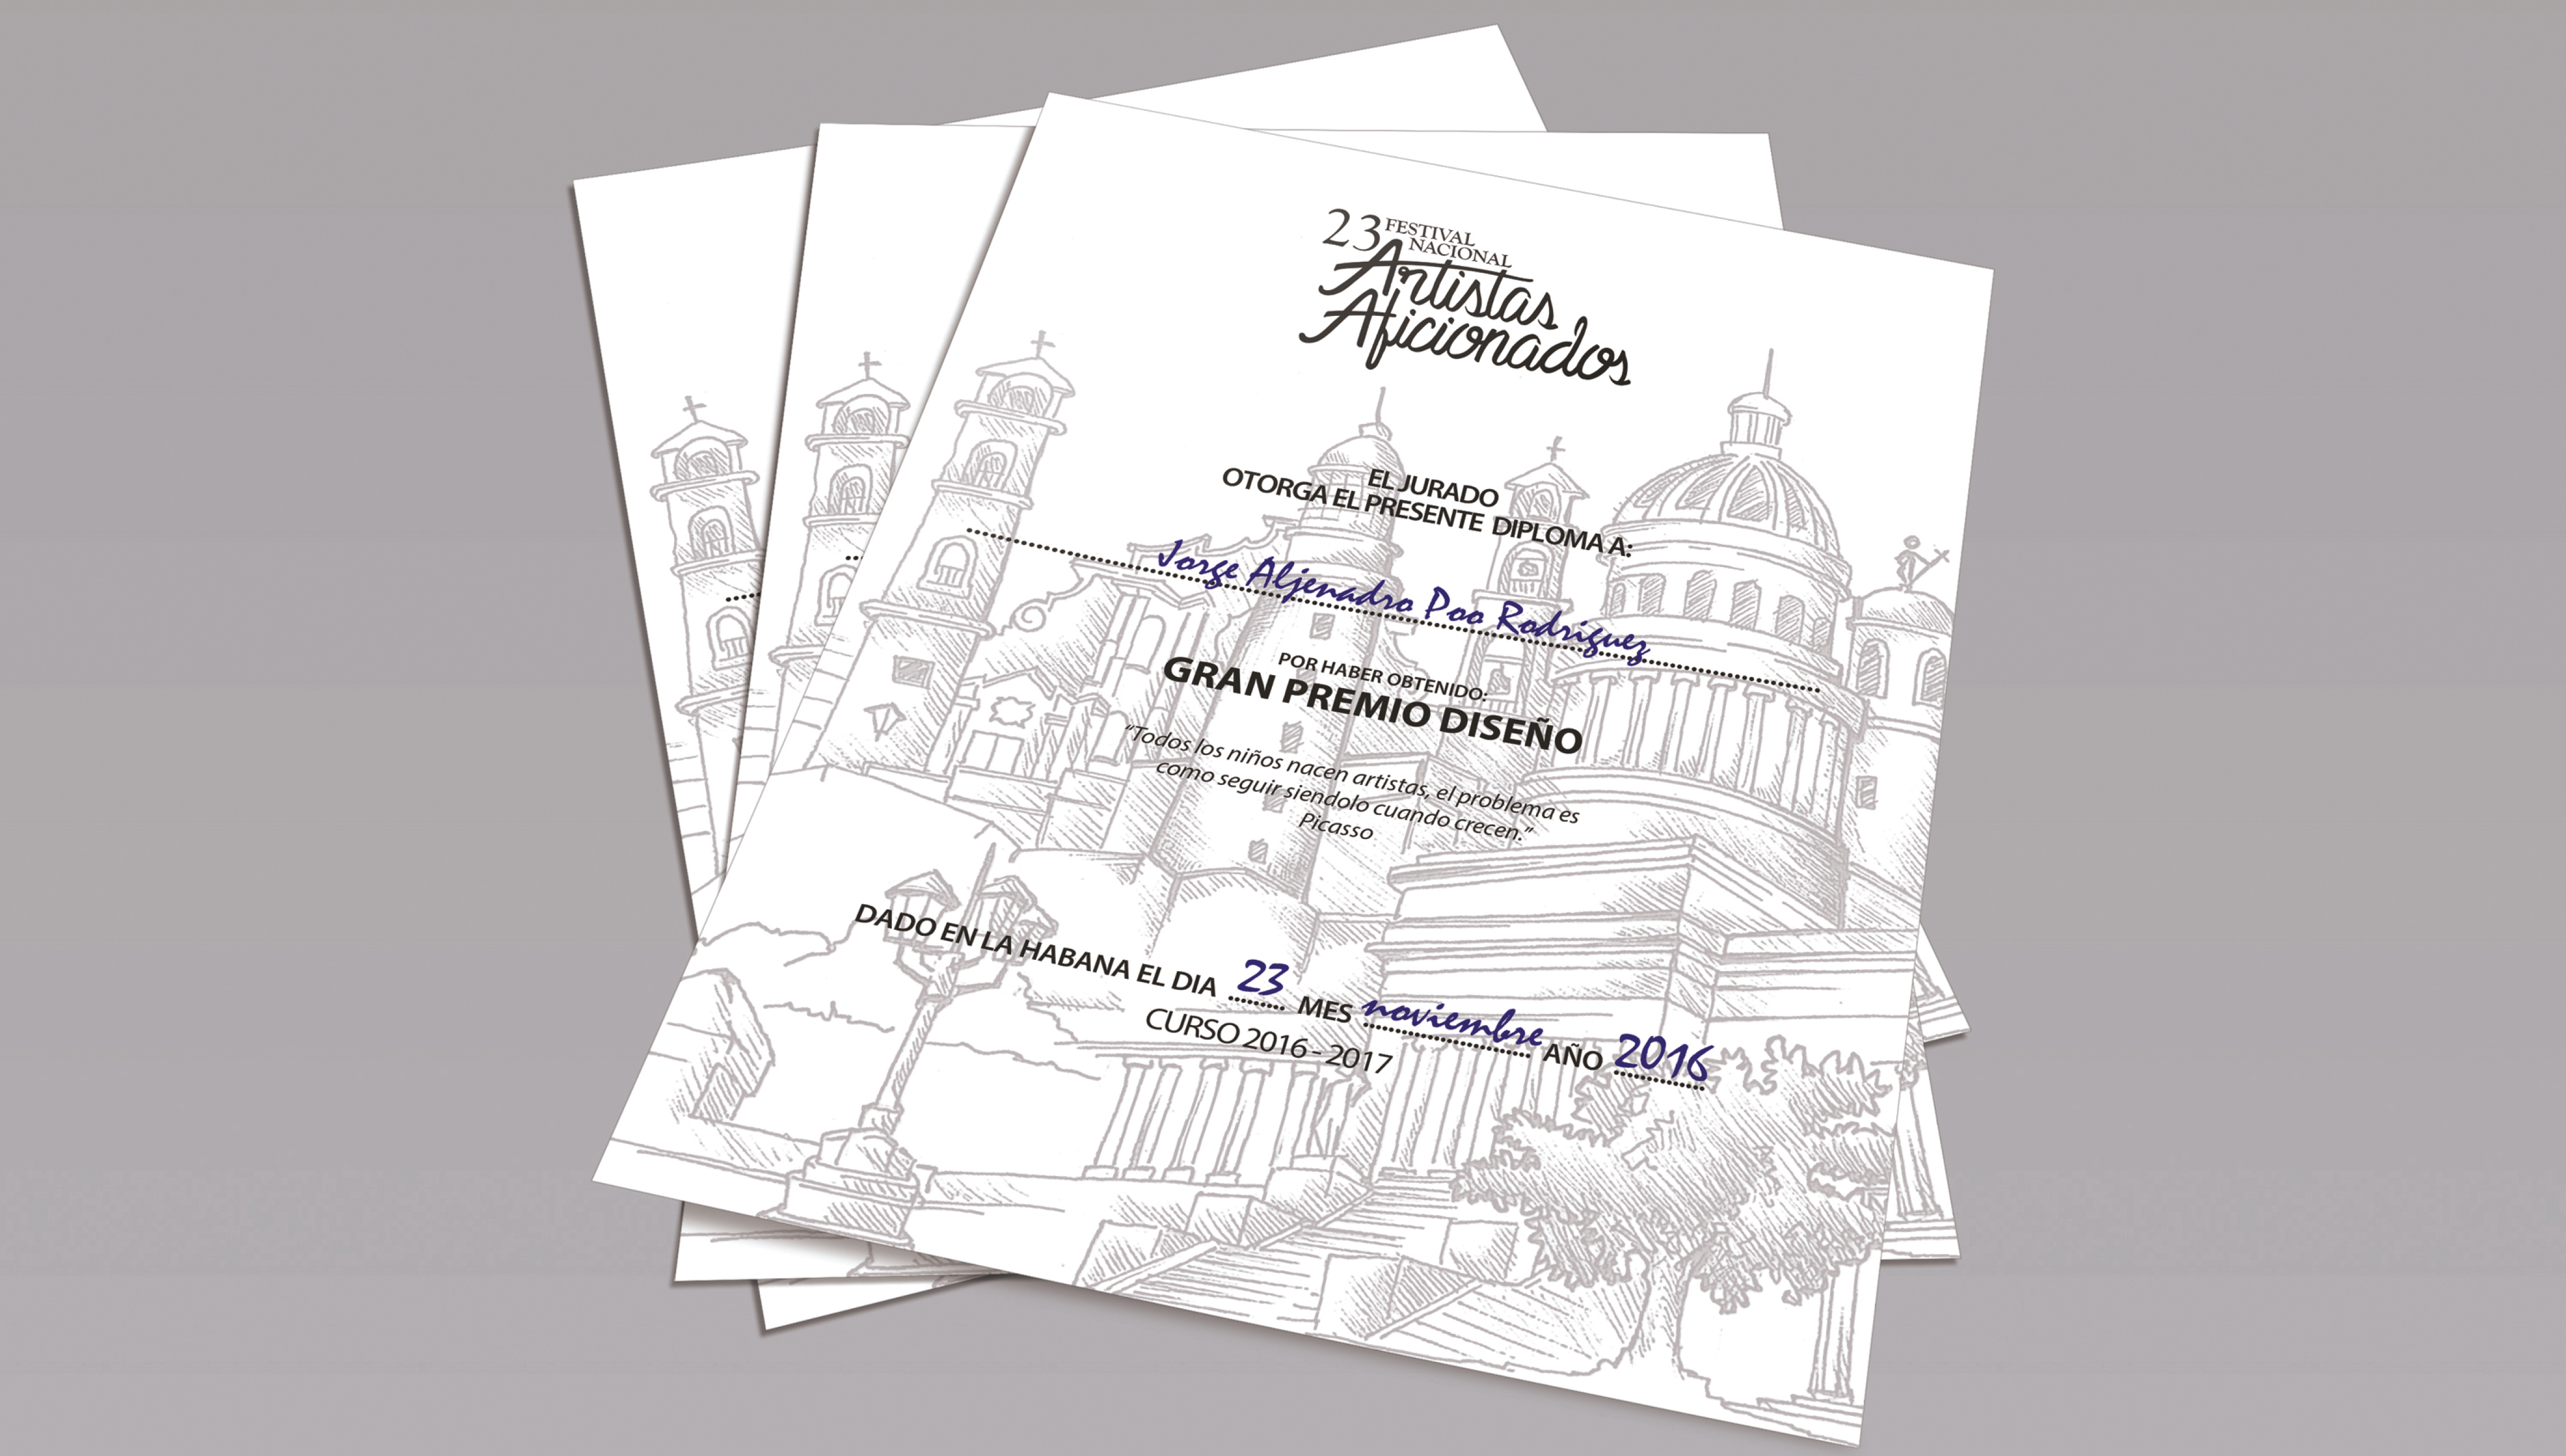 23 FESTIVAL
NACIONAL
Artistas
Aficionados
EL JURADO
OTORGA EL PRESENTE DIPLOMA A:
Jorge Aljenadro Poo Rodriguez
POR HABER OBTENIDO:
GRAN PREMIO DISEÑO
“Todos los niños nacen artistas, el problema es
como seguir siendolo cuando crecen.”
Picasso
DADO EN LA HABANA EL DIA 23 MES noviembre AÑO 2016
CURSO 2016 - 2017